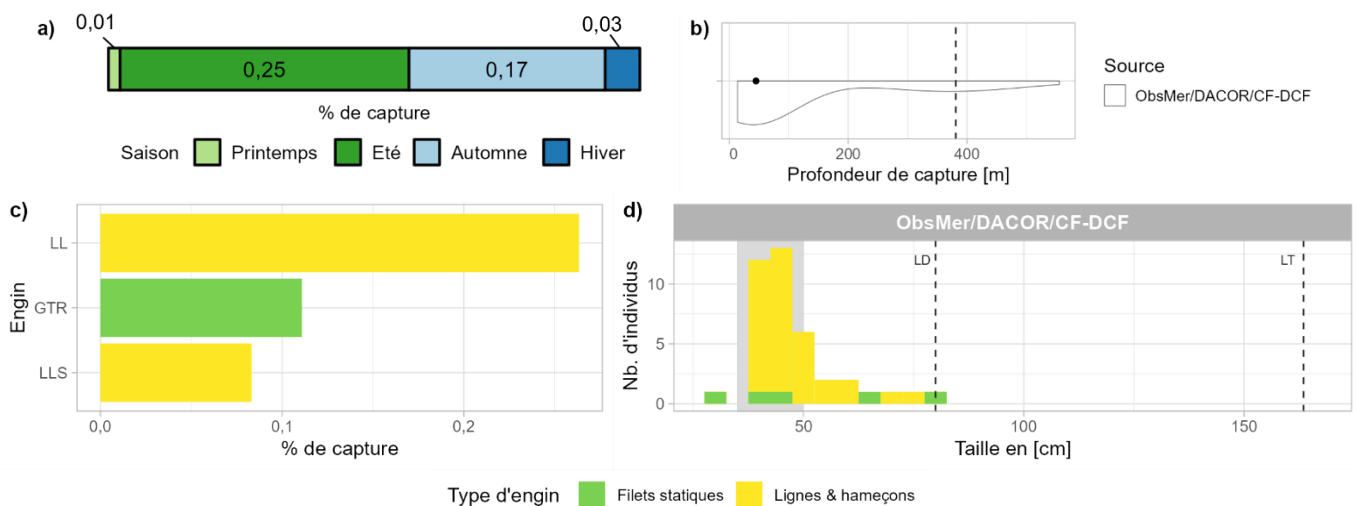 a)
0,01
0,03
0,25
0,17
% de capture
Saison
Printemps
Eté
Automne
Hiver
b)
0
200
400
Profondeur de capture [m]
Source
ObsMer/DACOR/CF-DCF
c)
Engin
LL
GTR
LLS
0,0
0,1
0,2
% de capture
d)
ObsMer/DACOR/CF-DCF
LD
LT
Nb. d'individus
10
5
0
50
100
150
Taille en [cm]
Type d'engin
Filets statiques
Lignes & hameçons